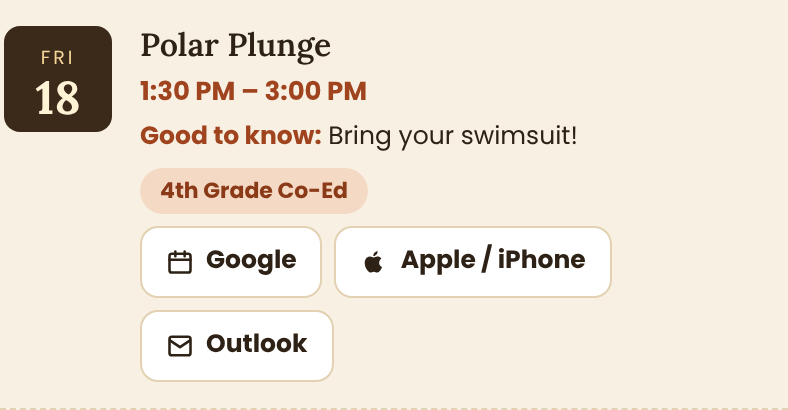 FRI
18
Polar Plunge
1:30 PM – 3:00 PM
Good to know: Bring your swimsuit!
4th Grade Co-Ed
Google
Apple / iPhone
Outlook